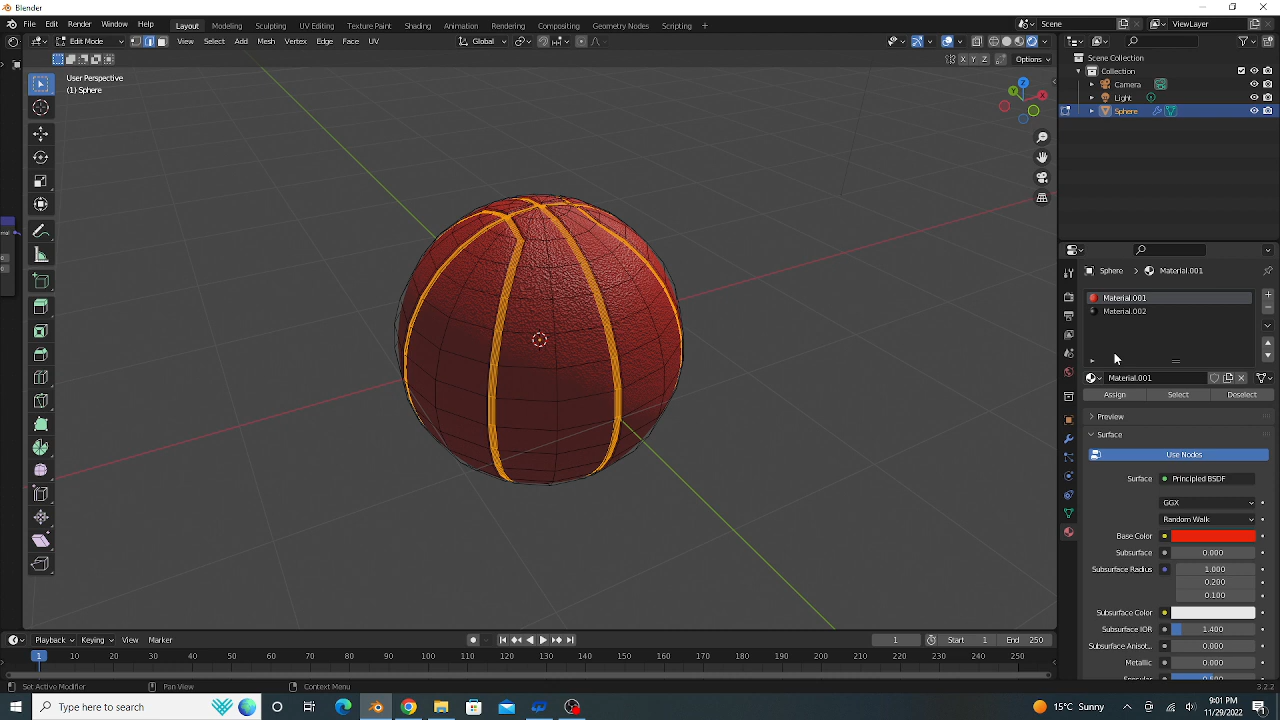 Blender
File Edit Render Window Help Layout Modeling Sculpting UV Editing Texture Paint Shading Animation Rendering Compositing Geometry Nodes Scripting + Scene ViewLayer
Edit Mode View Select Add Mesh Vertex Edge Face UV Global
X Y Z Options
User Perspective
(1) Sphere
Scene Collection
Collection
Camera
Light
Sphere
Z
Y X
Sphere Material.001
Material.001
Material.002
Material.001
Assign Select Deselect
Preview
Surface
Use Nodes
Surface Principled BSDF
GGX
Random Walk
Base Color
Subsurface 0.000
Subsurface Radius 1.000
0.200
0.100
Subsurface Color
Subsurface IOR 1.400
Subsurface Anisot.. 0.000
Metallic 0.000
Playback Keying View Marker 1 Start 1 End 250
1 10 20 30 40 50 60 70 80 90 100 110 120 130 140 150 160 170 180 190 200 210 220 230 240 250
Set Active Modifier Pan View Context Menu 3.2.2
Type here to search 15°C Sunny 9:01 PM
11/29/2022